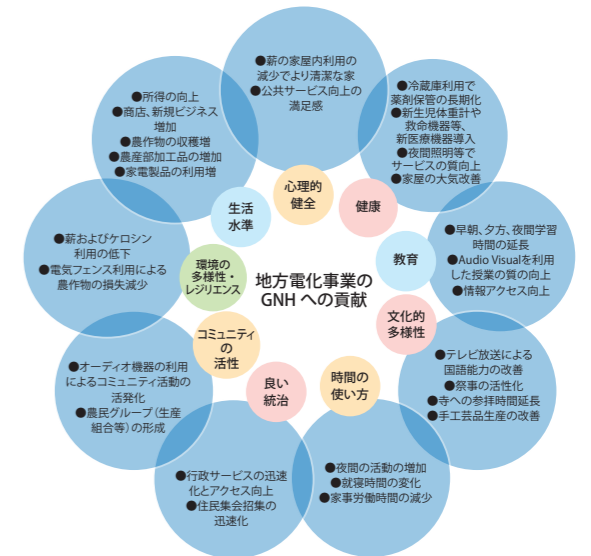 地方電化事業の
GNH への貢献
心理的
健全
●薪の家屋内利用の
減少でより清潔な家
●公共サービス向上の
満足感
健康
●冷蔵庫利用で
薬剤保管の長期化
●新生児体重計や
救命機器等、
新医療機器導入
●夜間照明等で
サービスの質向上
●家屋の大気改善
教育
●早朝、夕方、夜間学習
時間の延長
●Audio Visualを利用
した授業の質の向上
●情報アクセス向上
文化的
多様性
●テレビ放送による
国語能力の改善
●祭事の活性化
●寺への参拝時間延長
●手工芸品生産の改善
時間の
使い方
●夜間の活動の増加
●就寝時間の変化
●家事労働時間の減少
良い
統治
●行政サービスの迅速
化とアクセス向上
●住民集会招集の
迅速化
コミュニティ
の
活性
●オーディオ機器の利用
によるコミュニティ活動の
活発化
●農民グループ（生産
組合等）の形成
環境の
多様性・
レジリエンス
●薪およびケロシン
利用の低下
●電気フェンス利用による
農作物の損失減少
生活
水準
●所得の向上
●商店、新規ビジネス
増加
●農作物の収穫増
●農産部加工品の増加
●家電製品の利用増